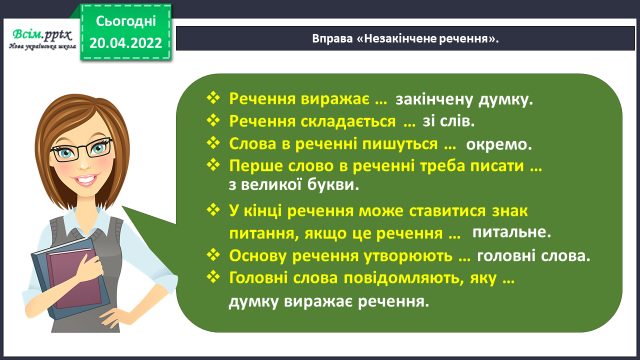 Всім.pptx
Нова українська школа
Сьогодні
20.04.2022
Вправа «Незакінчене речення».
❖ Речення виражає … закінчену думку.
❖ Речення складається … зі слів.
❖ Слова в реченні пишуться … окремо.
❖ Перше слово в реченні треба писати …
з великої букви.
❖ У кінці речення може ставитися знак
питання, якщо це речення … питальне.
❖ Основу речення утворюють … головні слова.
❖ Головні слова повідомляють, яку …
думку виражає речення.